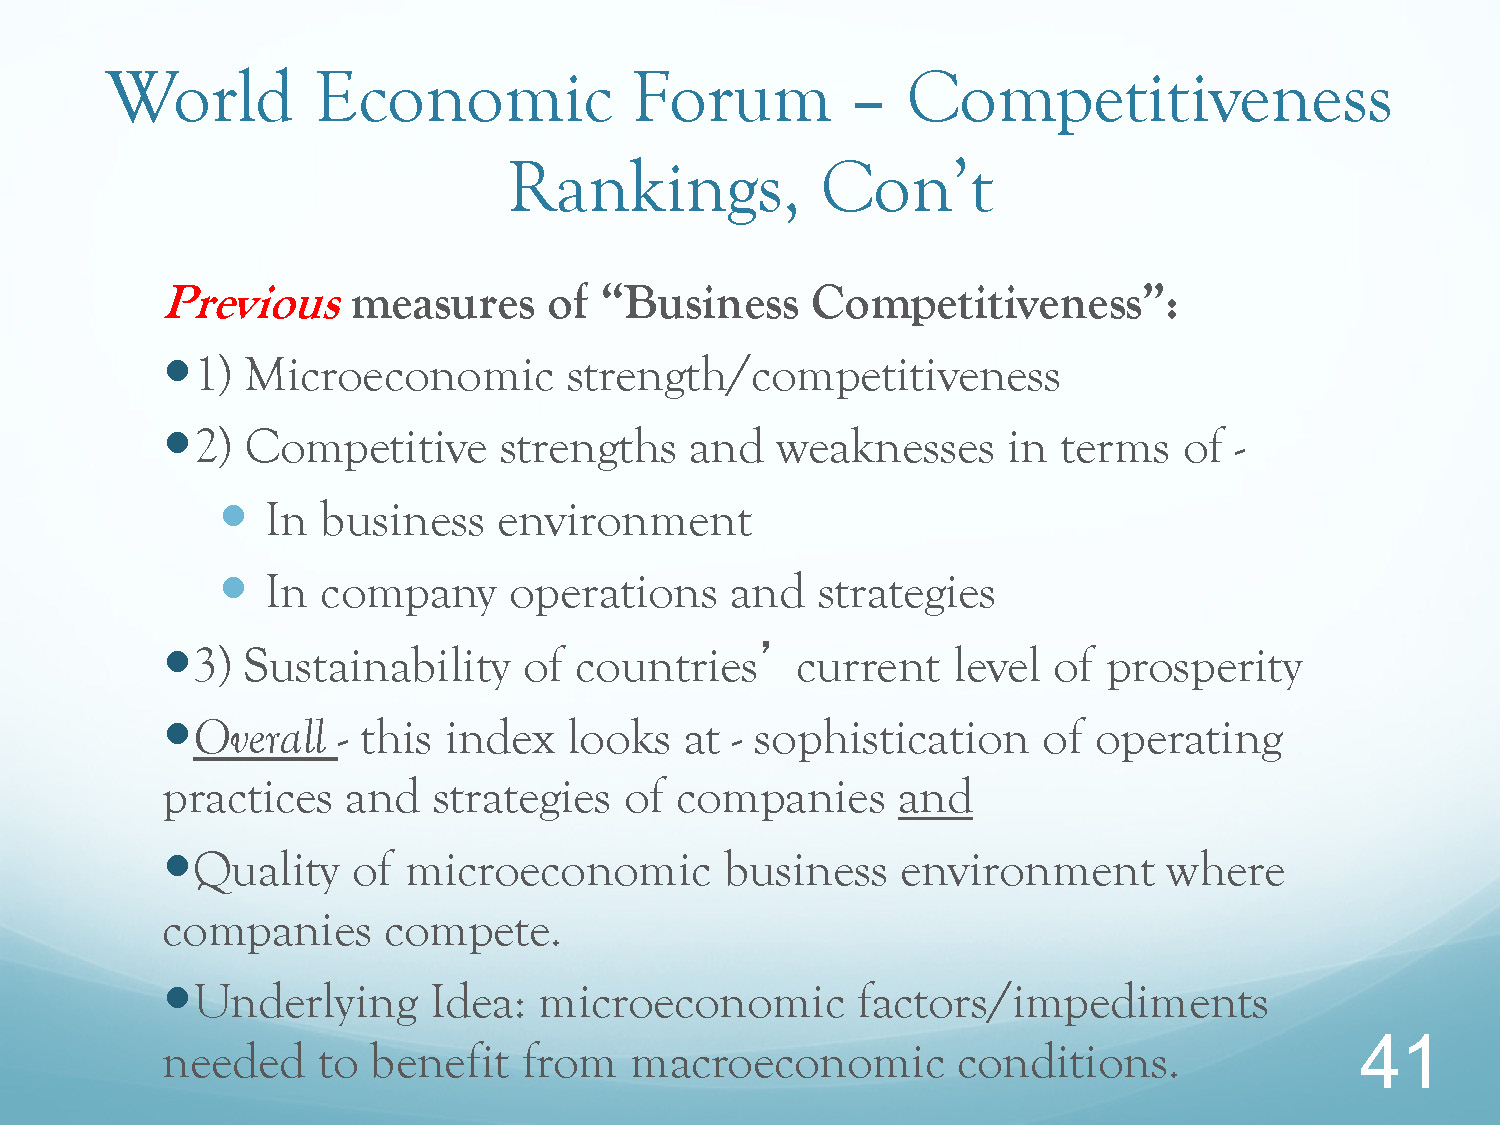 World Economic Forum – Competitiveness
Rankings, Con’t
Previous measures of “Business Competitiveness”:
•1) Microeconomic strength/competitiveness
•2) Competitive strengths and weaknesses in terms of -
• In business environment
• In company operations and strategies
•3) Sustainability of countries’ current level of prosperity
•Overall - this index looks at - sophistication of operating
practices and strategies of companies and
•Quality of microeconomic business environment where
companies compete.
•Underlying Idea: microeconomic factors/impediments
needed to benefit from macroeconomic conditions.
41